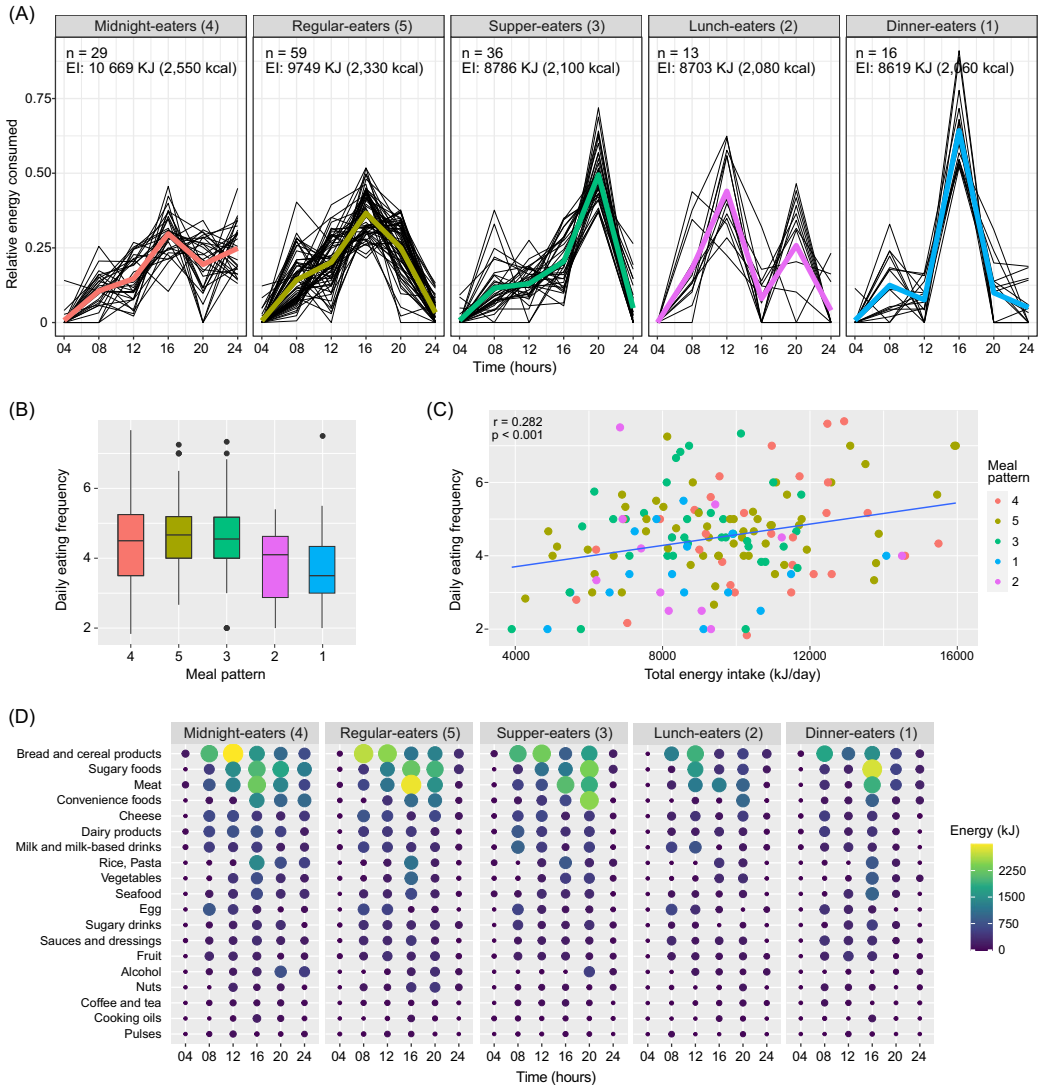 (A)
Midnight-eaters (4) Regular-eaters (5) Supper-eaters (3) Lunch-eaters (2) Dinner-eaters (1)
n = 29 n = 59 n = 36 n = 13 n = 16
EI: 10 669 KJ (2,550 kcal) EI: 9749 KJ (2,330 kcal) EI: 8786 KJ (2,100 kcal) EI: 8703 KJ (2,080 kcal) EI: 8619 KJ (2,060 kcal)
Relative energy consumed
0.75
0.50
0.25
0
04 08 12 16 20 24 04 08 12 16 20 24 04 08 12 16 20 24 04 08 12 16 20 24 04 08 12 16 20 24
Time (hours)
(B)
Daily eating frequency
6
4
2
4 5 3 2 1
Meal pattern
(C)
r = 0.282
p < 0.001
Daily eating frequency
6
4
2
4000 8000 12000 16000
Total energy intake (kJ/day)
Meal
pattern
4
5
3
1
2
(D)
Midnight-eaters (4) Regular-eaters (5) Supper-eaters (3) Lunch-eaters (2) Dinner-eaters (1)
Bread and cereal products
Sugary foods
Meat
Convenience foods
Cheese
Dairy products
Milk and milk-based drinks
Rice, Pasta
Vegetables
Seafood
Egg
Sugary drinks
Sauces and dressings
Fruit
Alcohol
Nuts
Coffee and tea
Cooking oils
Pulses
04 08 12 16 20 24 04 08 12 16 20 24 04 08 12 16 20 24 04 08 12 16 20 24 04 08 12 16 20 24
Time (hours)
Energy (kJ)
2250
1500
750
0